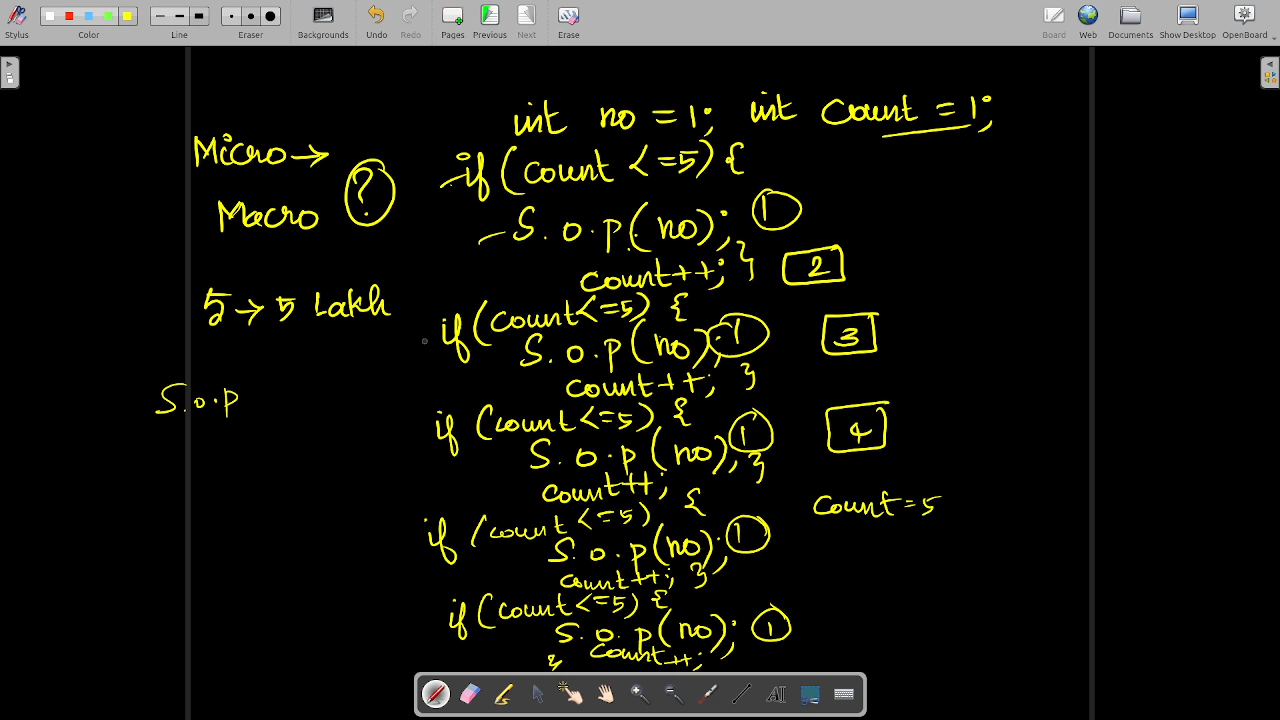 Stylus Color Line Eraser Backgrounds Undo Redo Pages Previous Next Erase Board Web Documents Show Desktop OpenBoard
int no = 1; int count = 1;
Micro→
if (count <=5) {
Macro ?
S.O.P(no); 1
count++; } 2
5 → 5 Lakh
if (count<=5) {
S.O.P(no); 1 3
count++; }
S.O.P
if (count<=5) {
S.O.P(no); } 1 4
count++;
if (count<=5) {
count=5
S.O.P(no); 1
count++; }
if (count<=5) {
S.O.P(no); 1
} count++;
AI